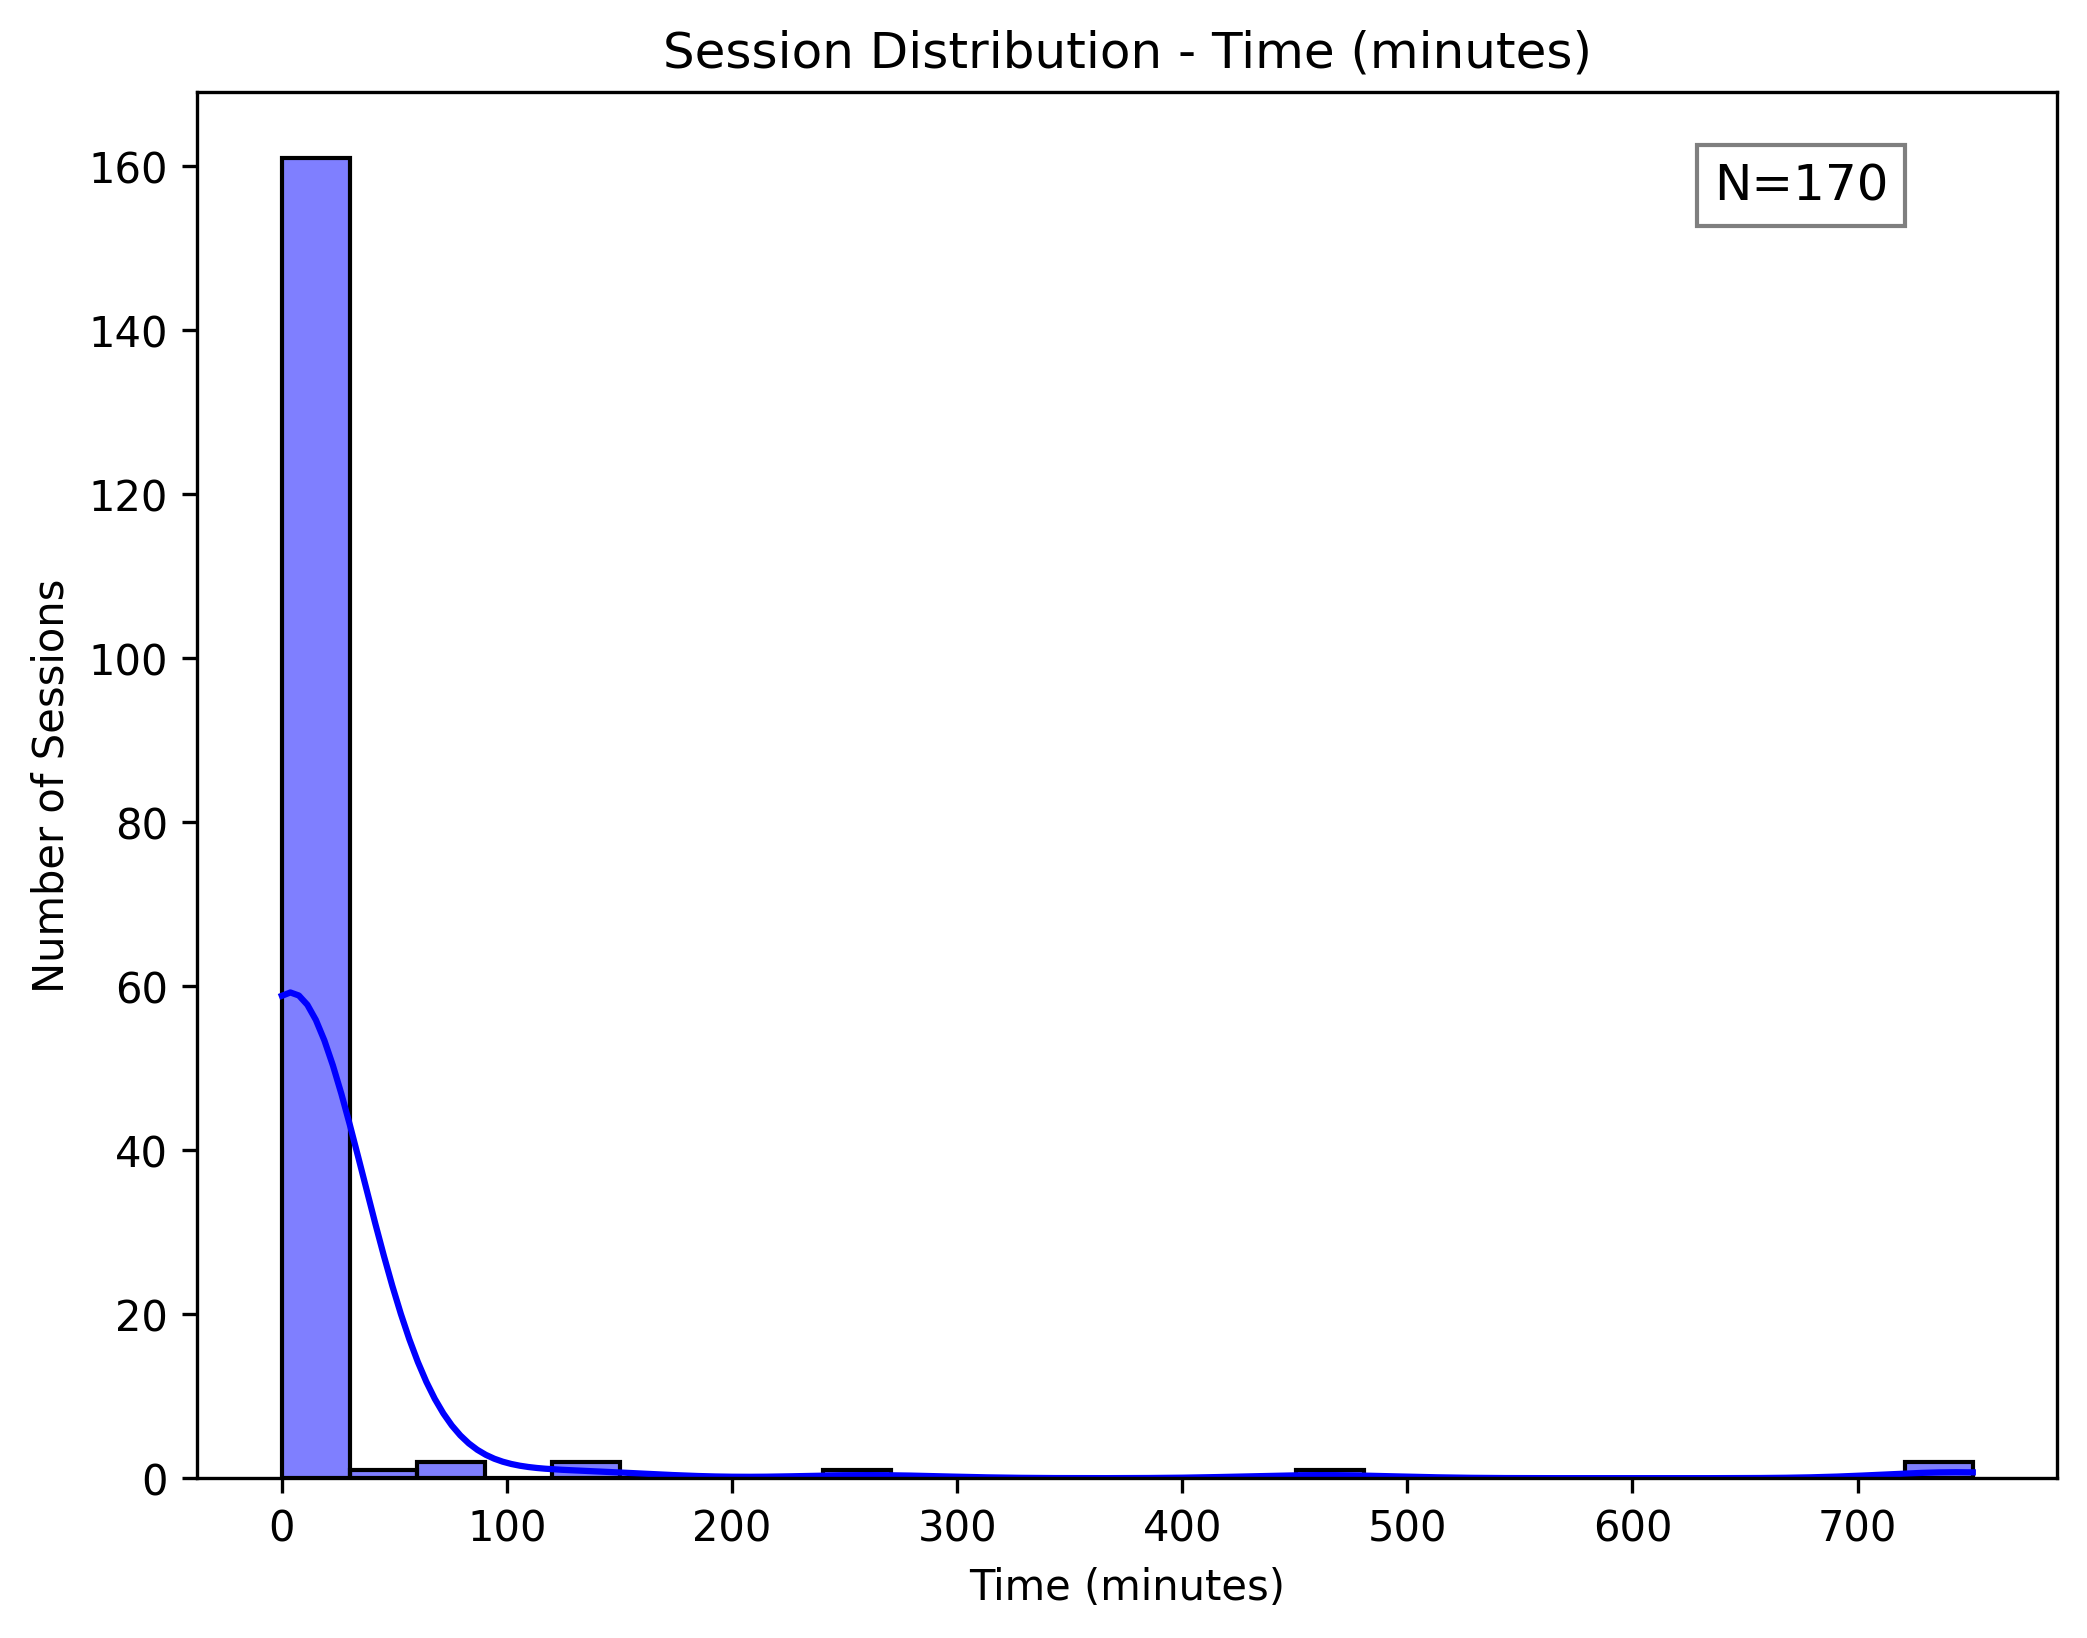 Session Distribution - Time (minutes)
N=170
160
140
120
100
80
60
40
20
0
Number of Sessions
0 100 200 300 400 500 600 700
Time (minutes)